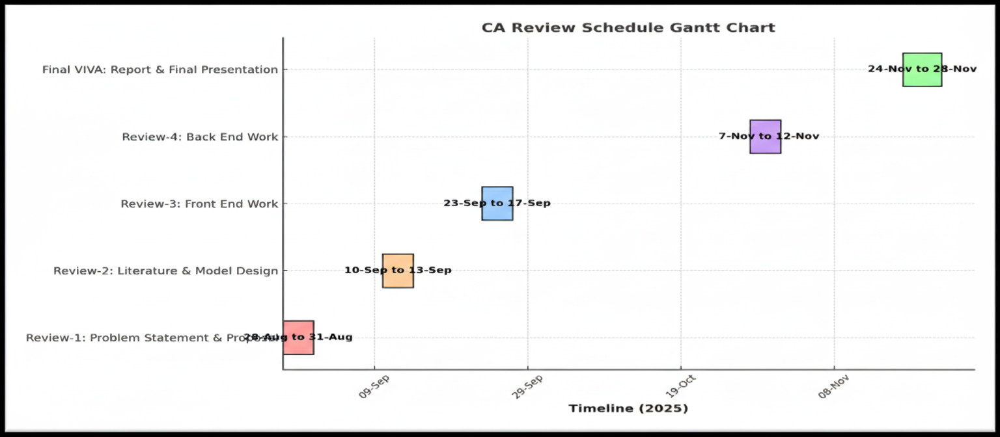 CA Review Schedule Gantt Chart
Final VIVA: Report & Final Presentation
24-Nov to 28-Nov
Review-4: Back End Work
7-Nov to 12-Nov
Review-3: Front End Work
23-Sep to 17-Sep
Review-2: Literature & Model Design
10-Sep to 13-Sep
Review-1: Problem Statement & Proposal
28-Aug to 31-Aug
09-Sep
29-Sep
19-Oct
08-Nov
Timeline (2025)